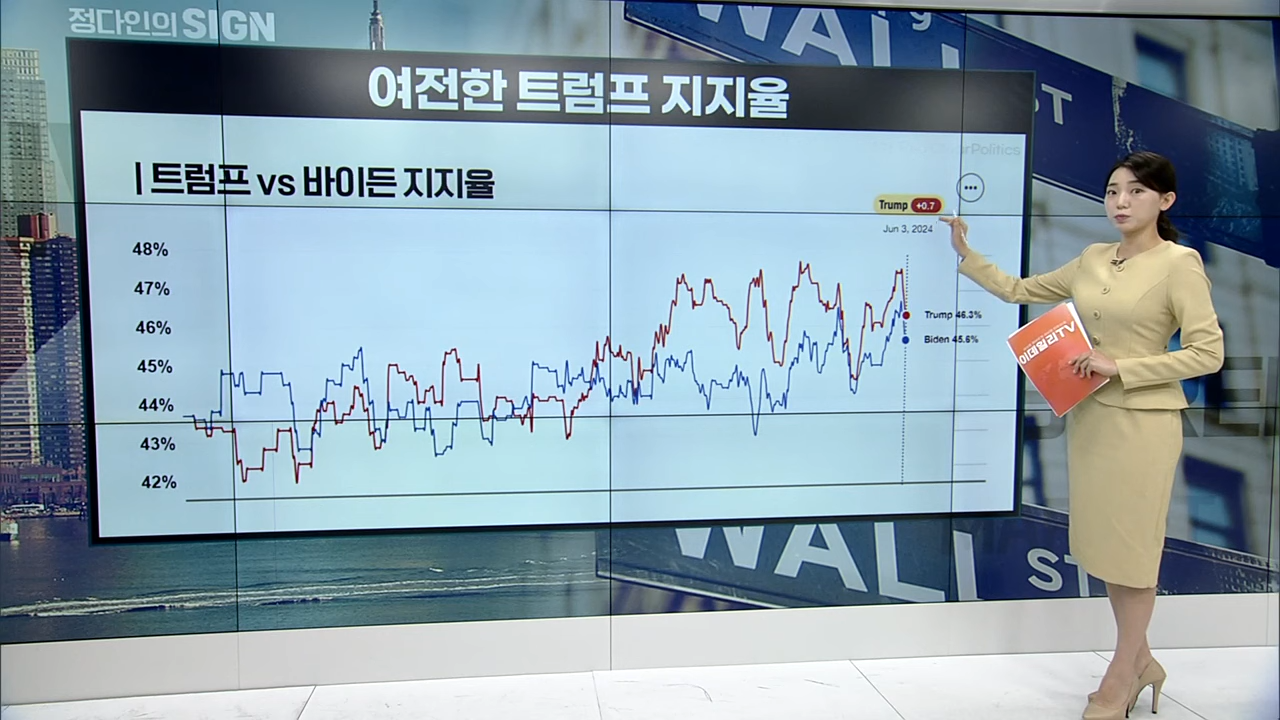 정다인의 SIGN
WALL
ST
여전한 트럼프 지지율
트럼프 vs 바이든 지지율
Trump +0.7
Jun 3, 2024
48%
47%
46%
45%
44%
43%
42%
Trump 46.3%
Biden 45.6%
이데일리TV
WALL ST